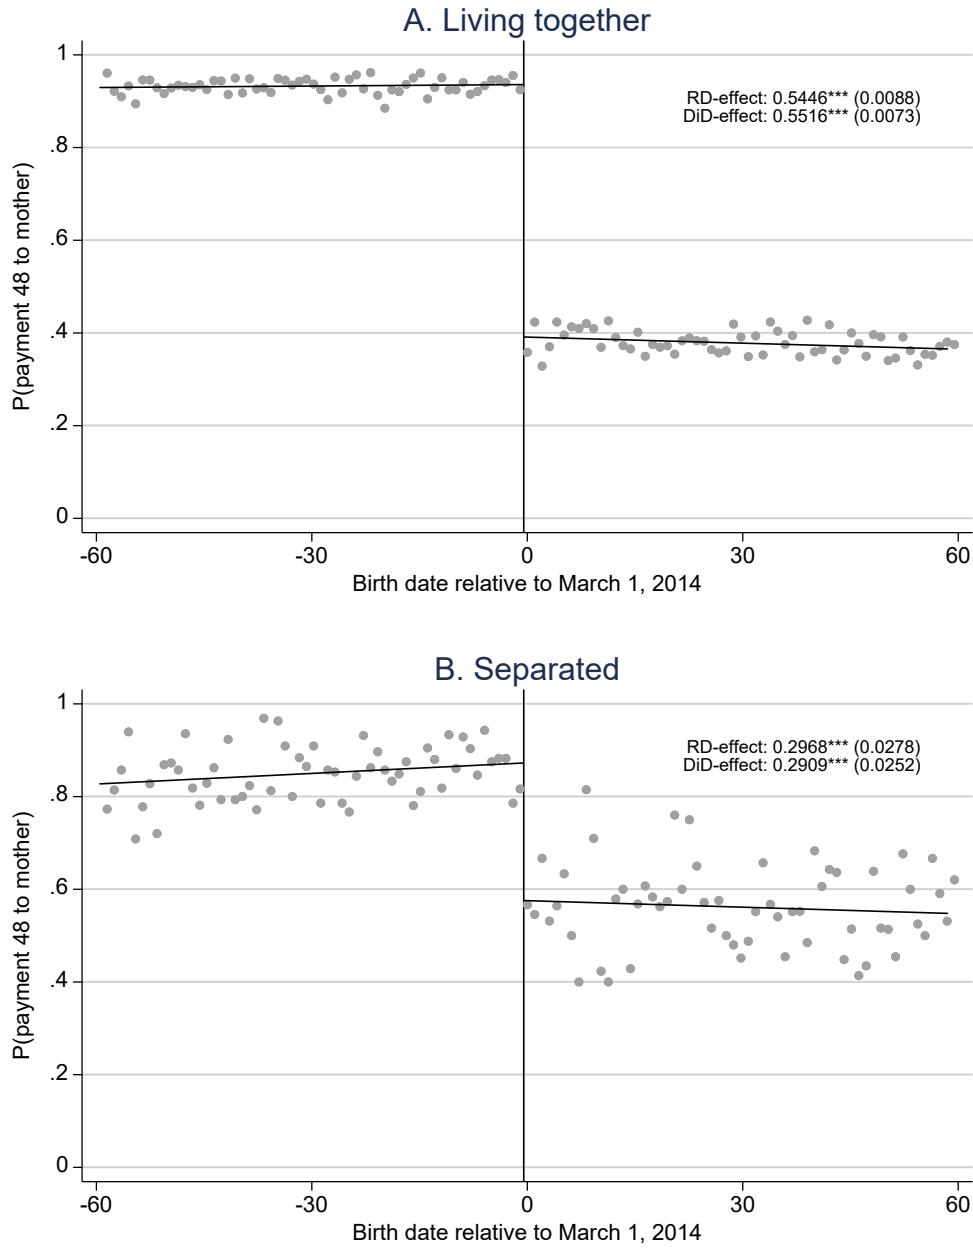 A. Living together
1
.8
.6
.4
.2
0
P(payment 48 to mother)
RD-effect: 0.5446*** (0.0088)
DiD-effect: 0.5516*** (0.0073)
-60 -30 0 30 60
Birth date relative to March 1, 2014
B. Separated
1
.8
.6
.4
.2
0
P(payment 48 to mother)
RD-effect: 0.2968*** (0.0278)
DiD-effect: 0.2909*** (0.0252)
-60 -30 0 30 60
Birth date relative to March 1, 2014